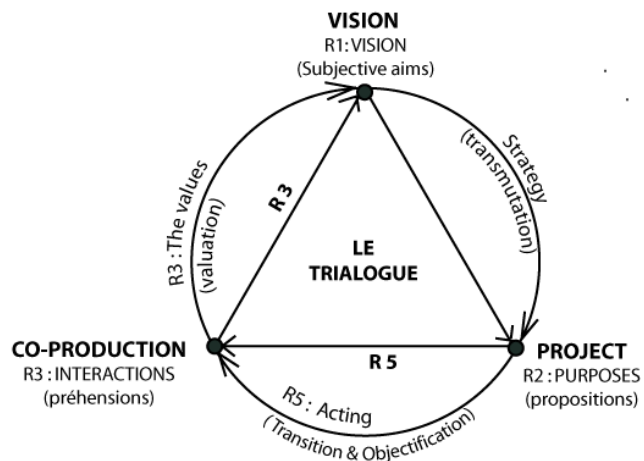 VISION
R1 : VISION
(Subjective aims)
Strategy
(transmutation)
R3 : The values
(valuation)
R 3
LE
TRIALOGUE
CO-PRODUCTION
R3 : INTERACTIONS
(préhensions)
R 5
PROJECT
R2 : PURPOSES
(propositions)
R5 : Acting
(Transition & Objectification)